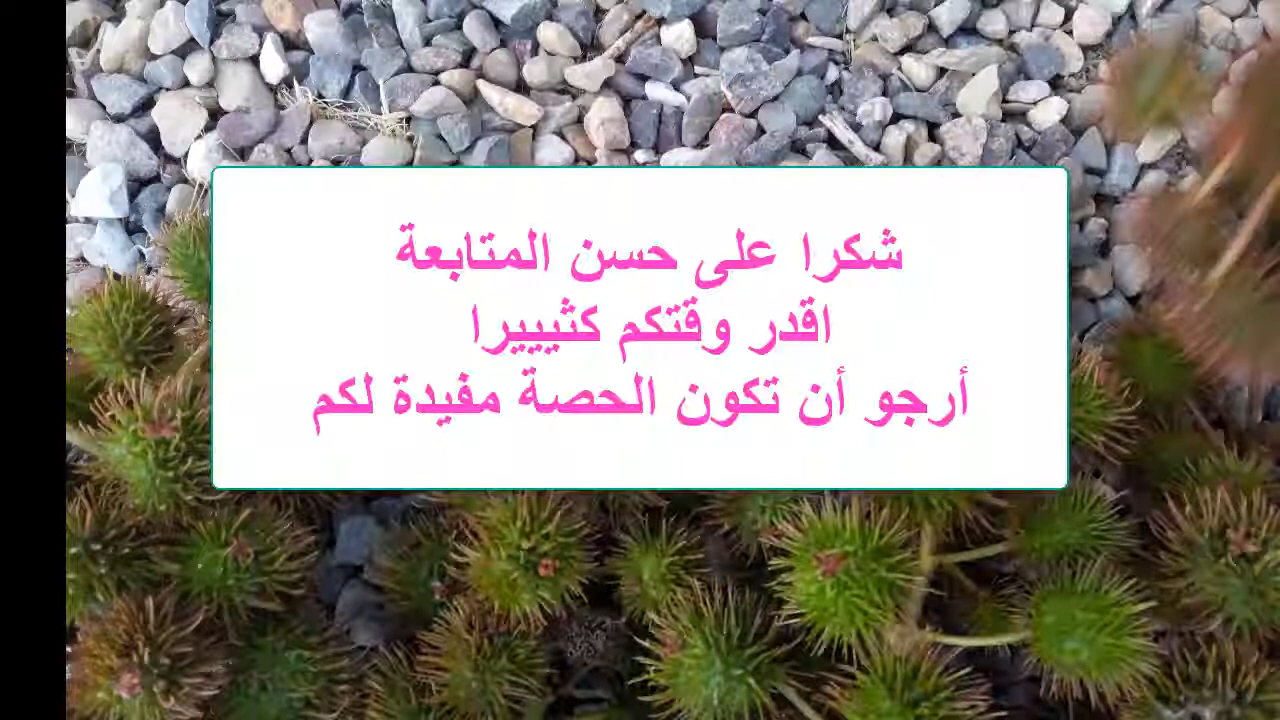 شكرا على حسن المتابعة
اقدر وقتكم كثيييرا
أرجو أن تكون الحصة مفيدة لكم